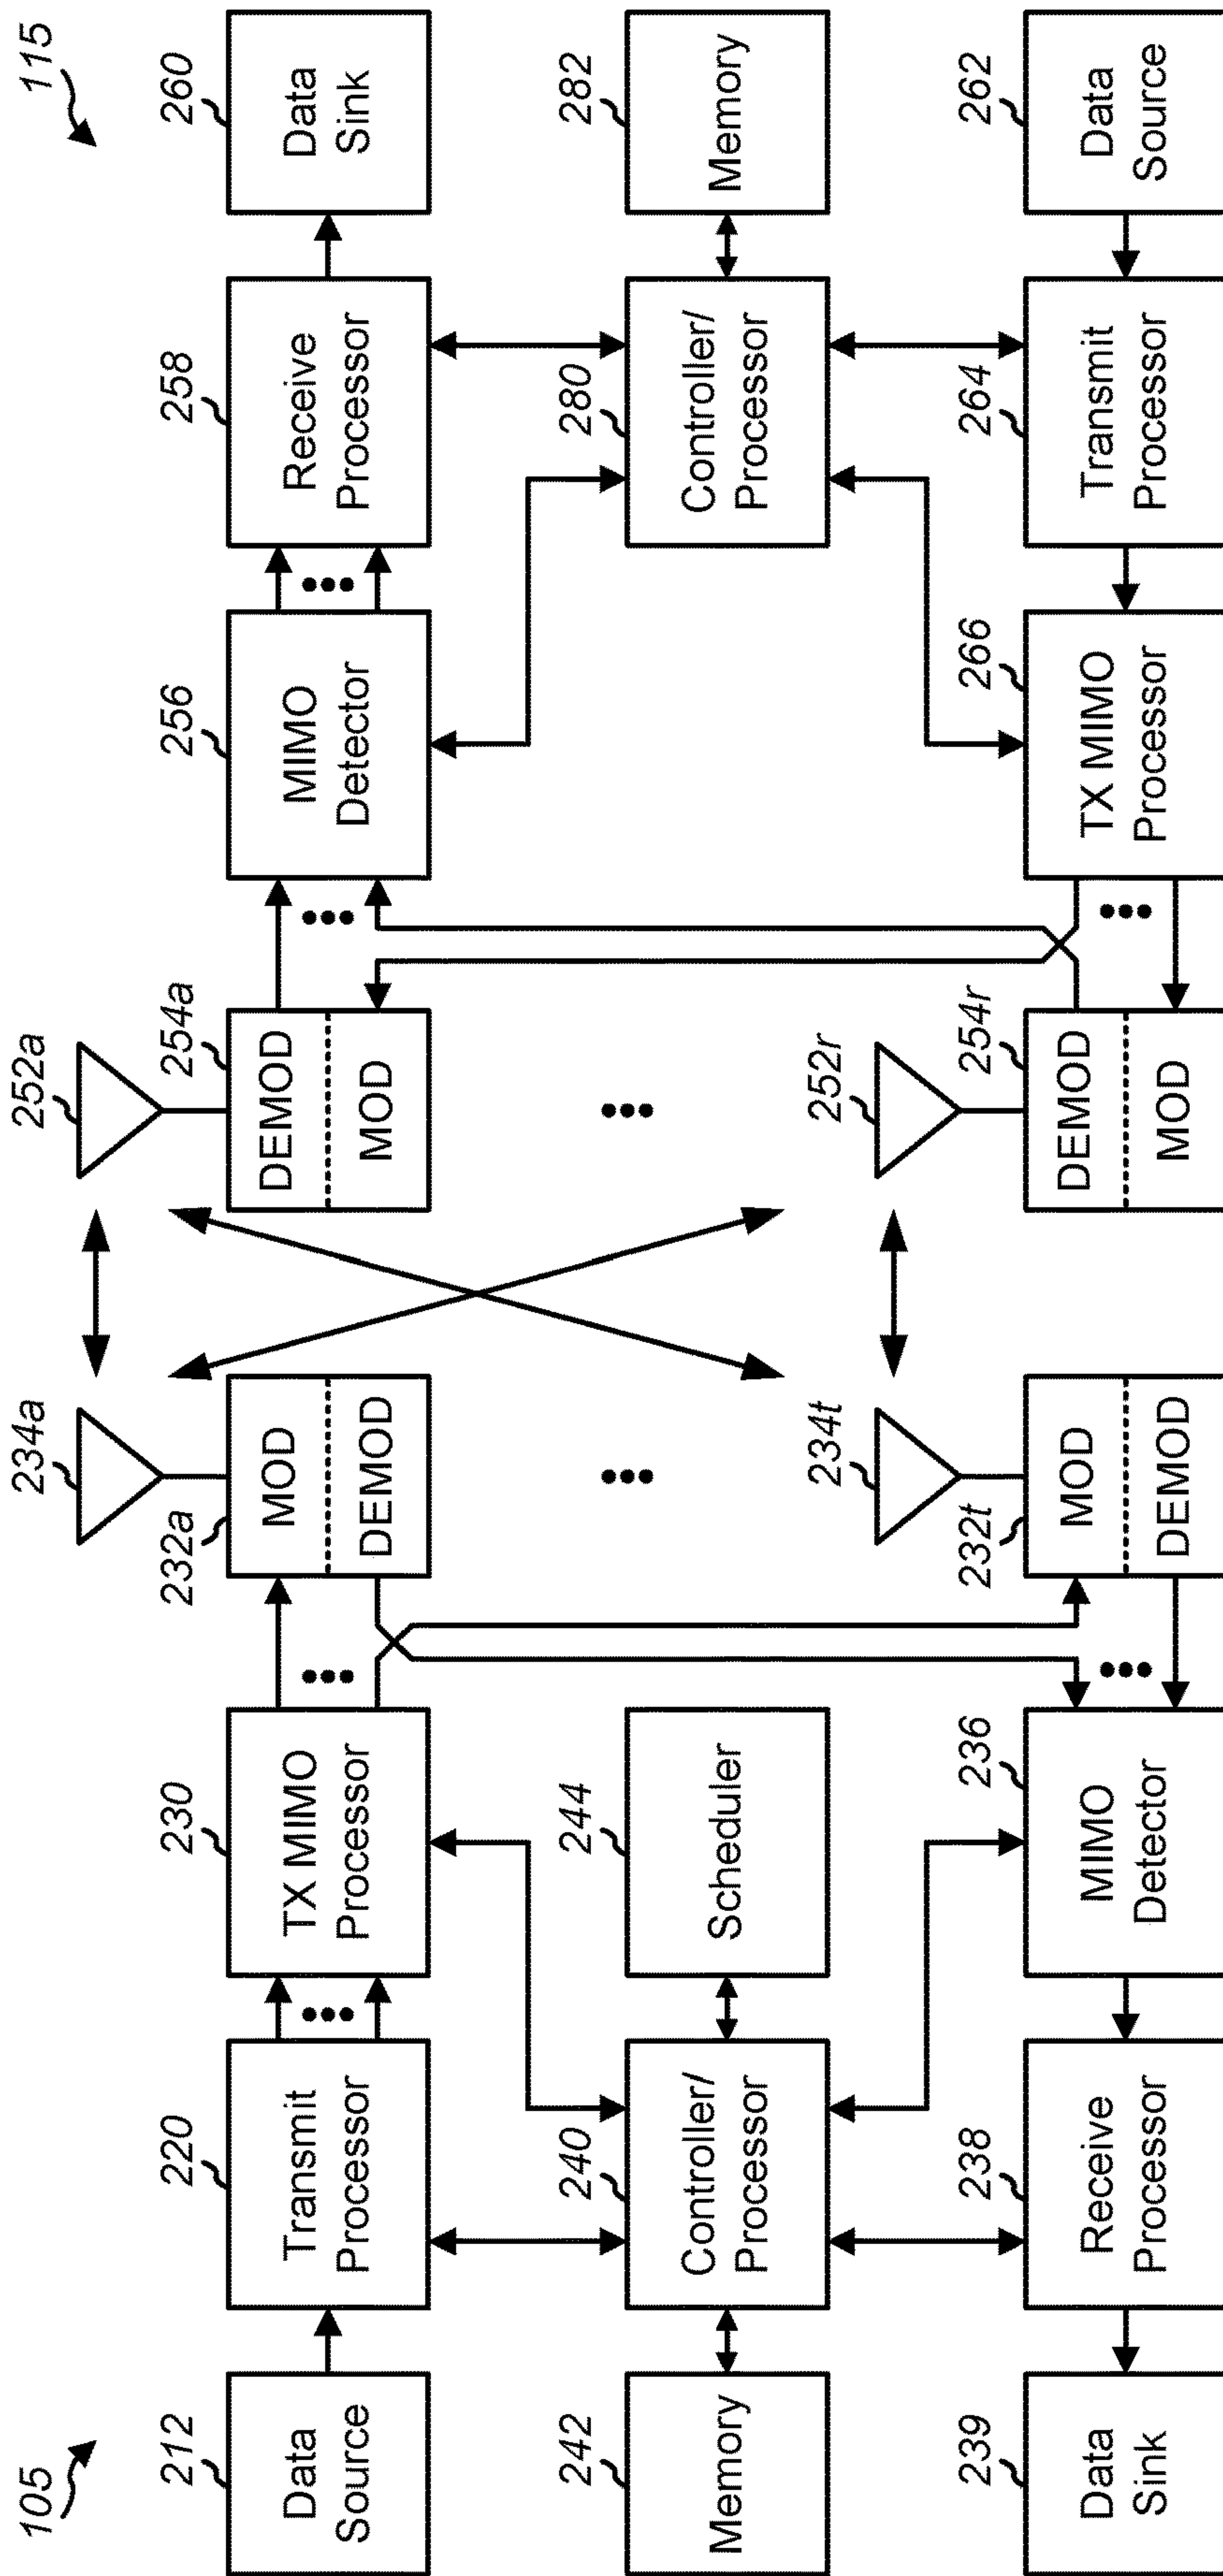 105
115
212
Data
Source
220
Transmit
Processor
230
TX MIMO
Processor
232a
MOD
DEMOD
234a
252a
254a
DEMOD
MOD
256
MIMO
Detector
258
Receive
Processor
260
Data
Sink
242
Memory
240
Controller/
Processor
244
Scheduler
280
Controller/
Processor
282
Memory
239
Data
Sink
238
Receive
Processor
236
MIMO
Detector
232t
MOD
DEMOD
234t
252r
254r
DEMOD
MOD
266
TX MIMO
Processor
264
Transmit
Processor
262
Data
Source